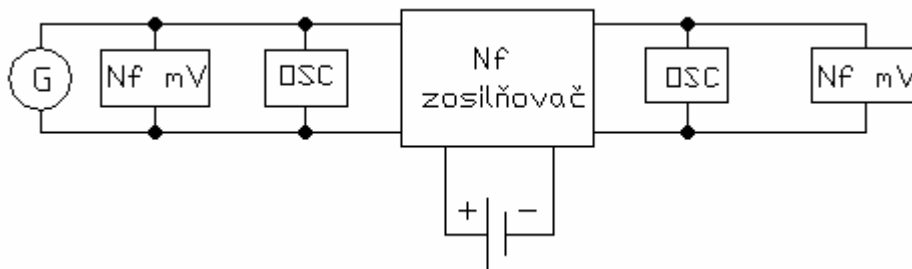 G
Nf mV
OSC
Nf
zosilňovač
OSC
Nf mV
+ -